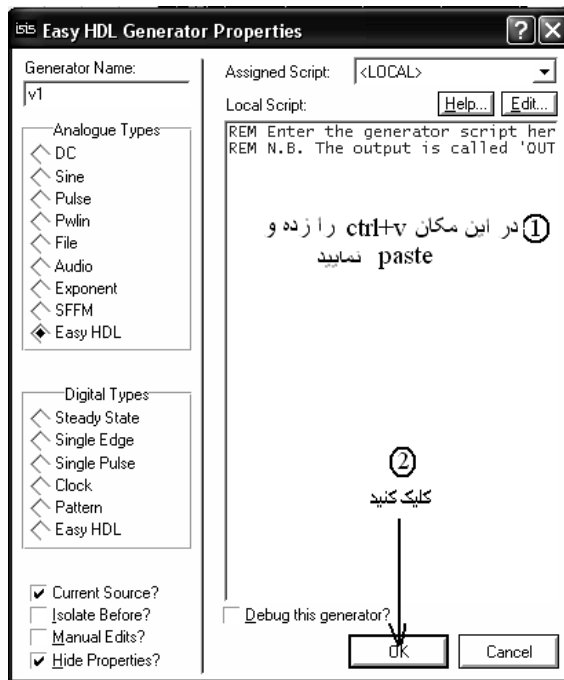 isis Easy HDL Generator Properties
Generator Name:
v1
Analogue Types
DC
Sine
Pulse
Pwlin
File
Audio
Exponent
SFFM
Easy HDL
Digital Types
Steady State
Single Edge
Single Pulse
Clock
Pattern
Easy HDL
Current Source?
Isolate Before?
Manual Edits?
Hide Properties?
Assigned Script: <LOCAL>
Local Script: Help... Edit...
REM Enter the generator script her
REM N.B. The output is called 'OUT
1 در این مکان ctrl+v را زده و
paste نمایید
2
کلیک کنید
Debug this generator?
OK Cancel